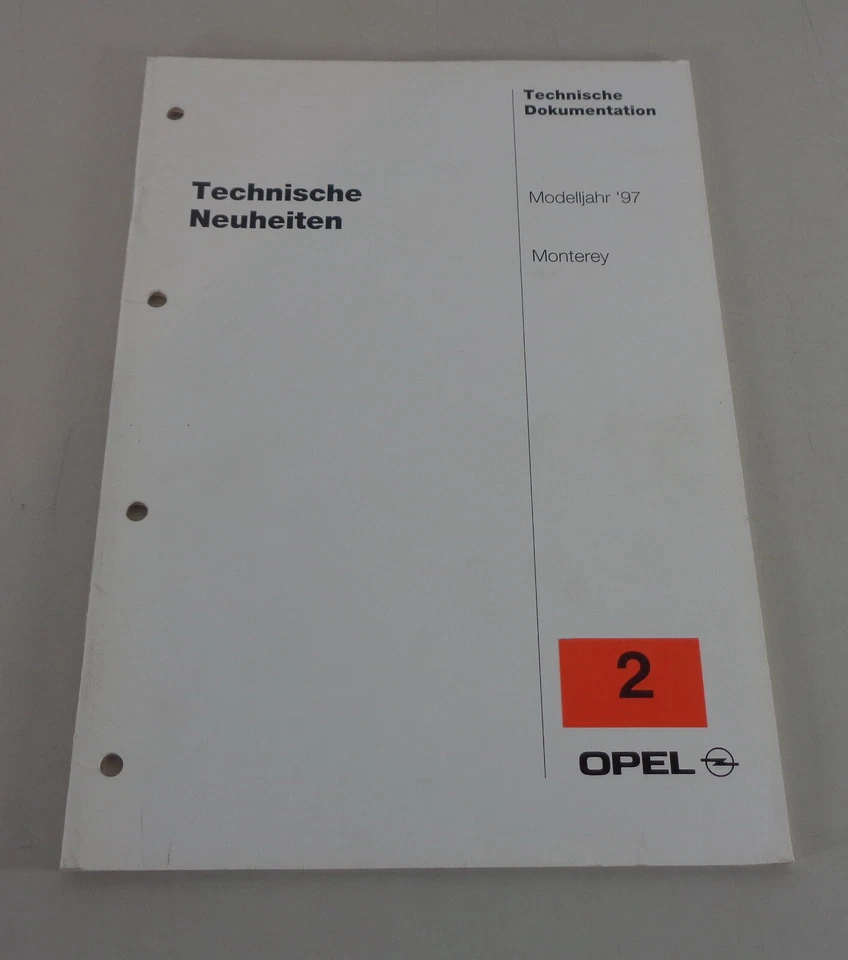 Technische
Dokumentation
Technische
Neuheiten
Modelljahr '97
Monterey
2
OPEL